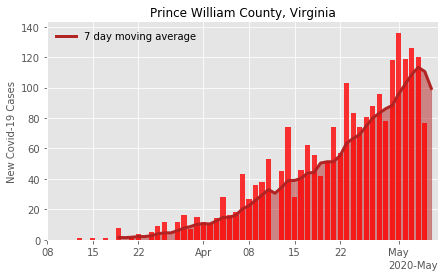 Prince William County, Virginia
7 day moving average
New Covid-19 Cases
140
120
100
80
60
40
20
0
08 15 22 Apr 08 15 22 May
2020-May